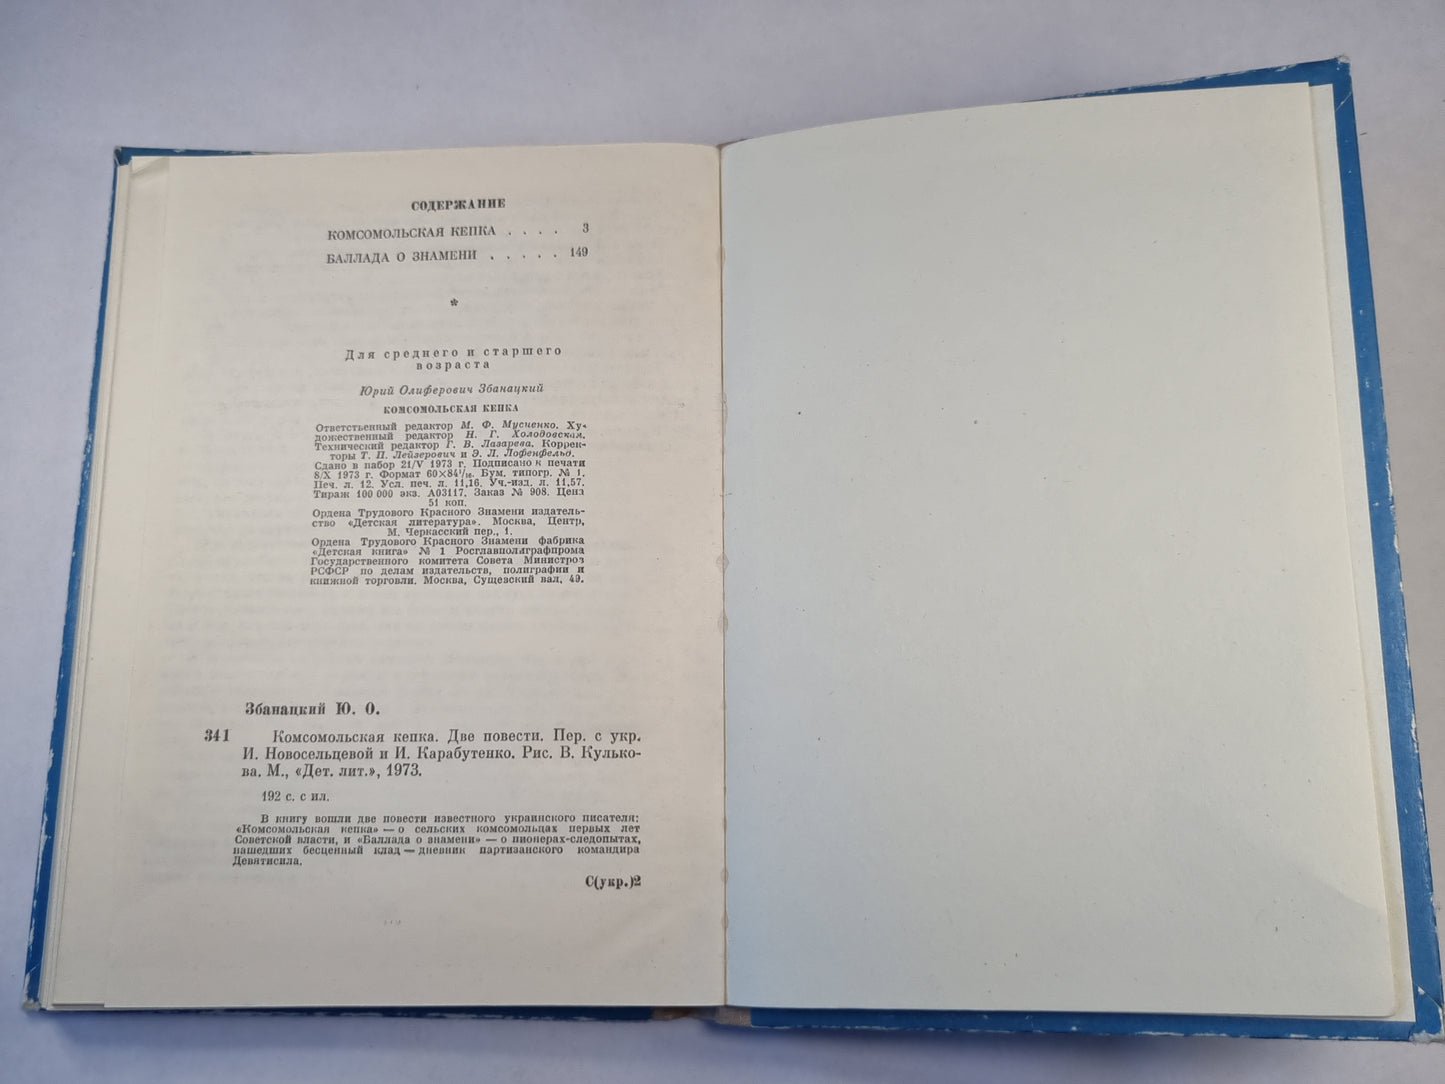 СОДЕРЖАНИЕ
КОМСОМОЛЬСКАЯ КЕПКА . . . . 3
БАЛЛАДА О ЗНАМЕНИ . . . . . 149
*
Для среднего и старшего
возраста
Юрий Олиферович Збанацкий
КОМСОМОЛЬСКАЯ КЕПКА
Ответственный редактор М. Ф. Мусиенко. Ху-
дожественный редактор Н. Г. Холодовская.
Технический редактор Г. В. Лазарева. Коррек-
торы Т. П. Лейзерович и Э. Л. Лофенфельд.
Сдано в набор 21/V 1973 г. Подписано к печати
8/X 1973 г. Формат 60×84¹/₁₆. Бум. типогр. № 1.
Печ. л. 12. Усл. печ. л. 11,16. Уч.-изд. л. 11,57.
Тираж 100 000 экз. А03117. Заказ № 908. Цена
51 коп.
Ордена Трудового Красного Знамени издатель-
ство «Детская литература». Москва, Центр,
М. Черкасский пер., 1.
Ордена Трудового Красного Знамени фабрика
«Детская книга» № 1 Росглавполиграфпрома
Государственного комитета Совета Министров
РСФСР по делам издательств, полиграфии и
книжной торговли. Москва, Сущевский вал, 49.
Збанацкий Ю. О.
341 Комсомольская кепка. Две повести. Пер. с укр.
И. Новосельцевой и И. Карабутенко. Рис. В. Кулько-
ва. М., «Дет. лит.», 1973.
192 с. с ил.
В книгу вошли две повести известного украинского писателя:
«Комсомольская кепка» — о сельских комсомольцах первых лет
Советской власти, и «Баллада о знамени» — о пионерах-следопытах,
нашедших бесценный клад — дневник партизанского командира
Девятисила.
С(укр.)2